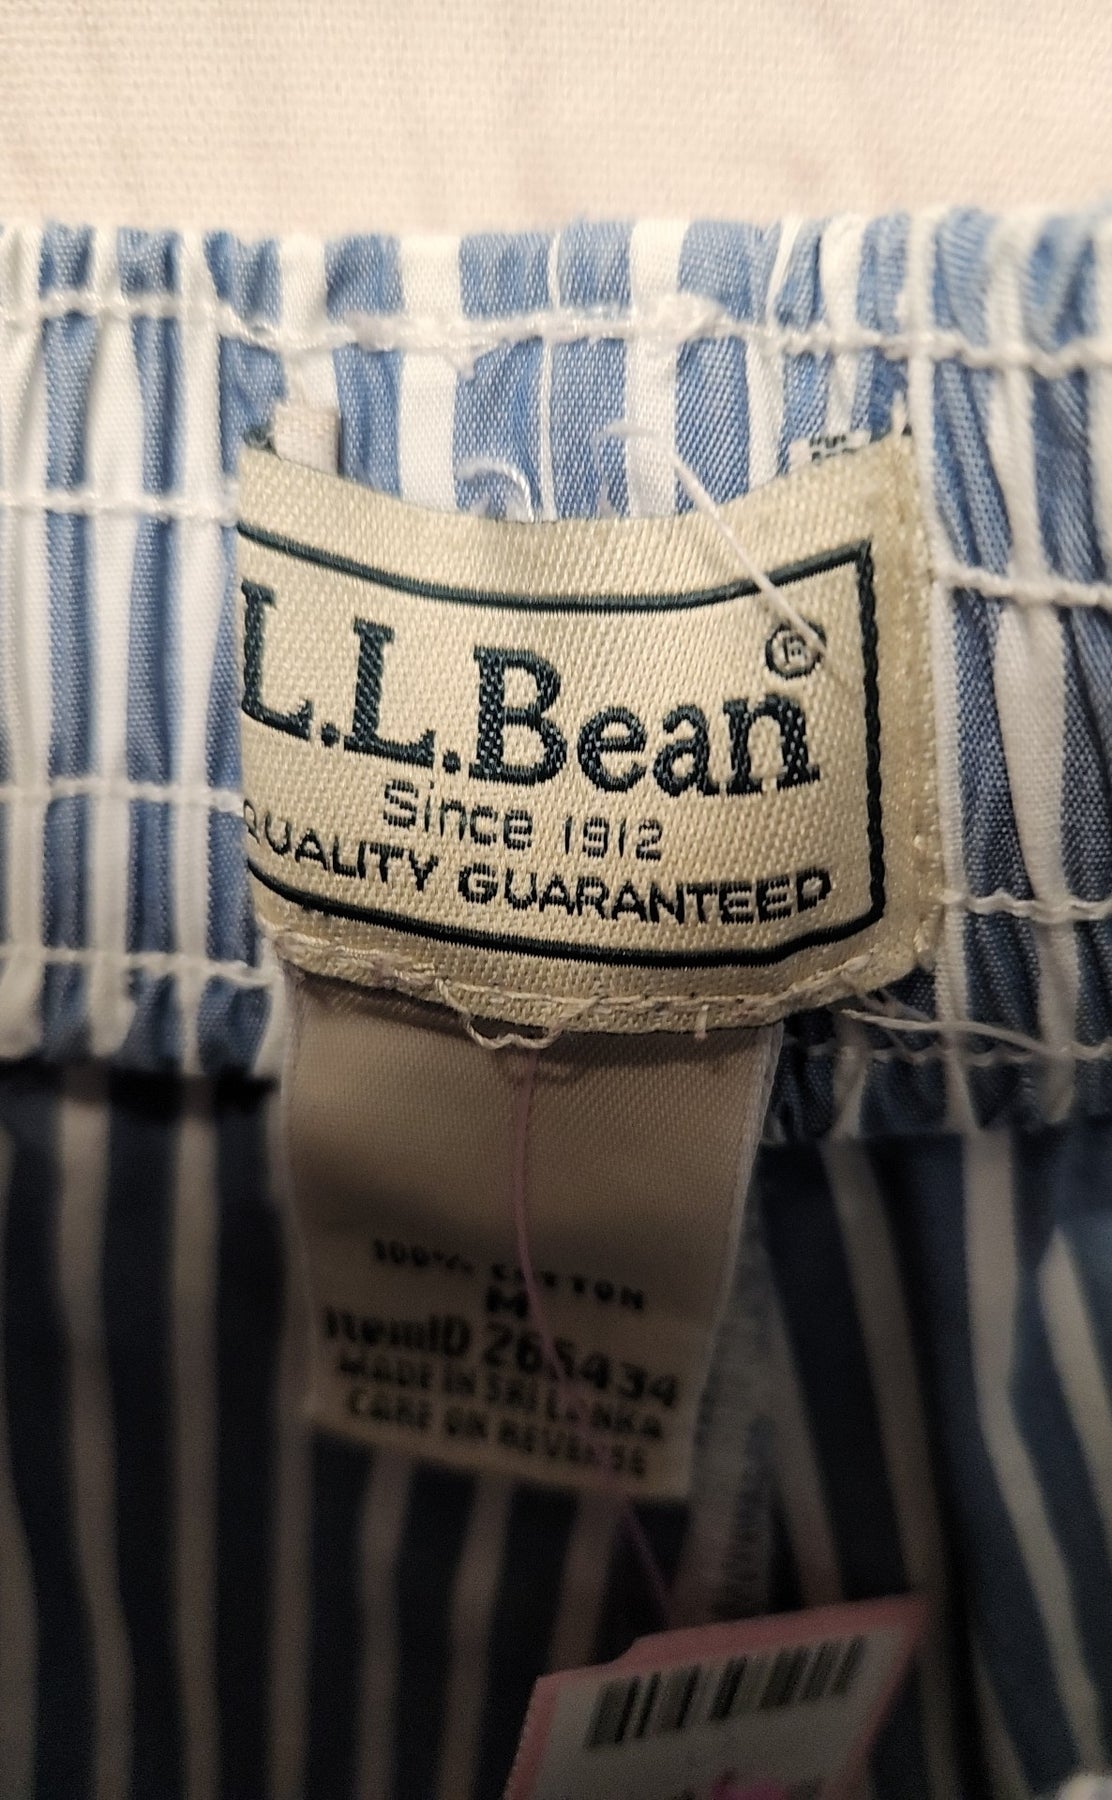 L.L.Bean®
Since 1912
QUALITY GUARANTEED
100% COTTON
M
ItemID 265434
MADE IN SRI LANKA
CARE ON REVERSE